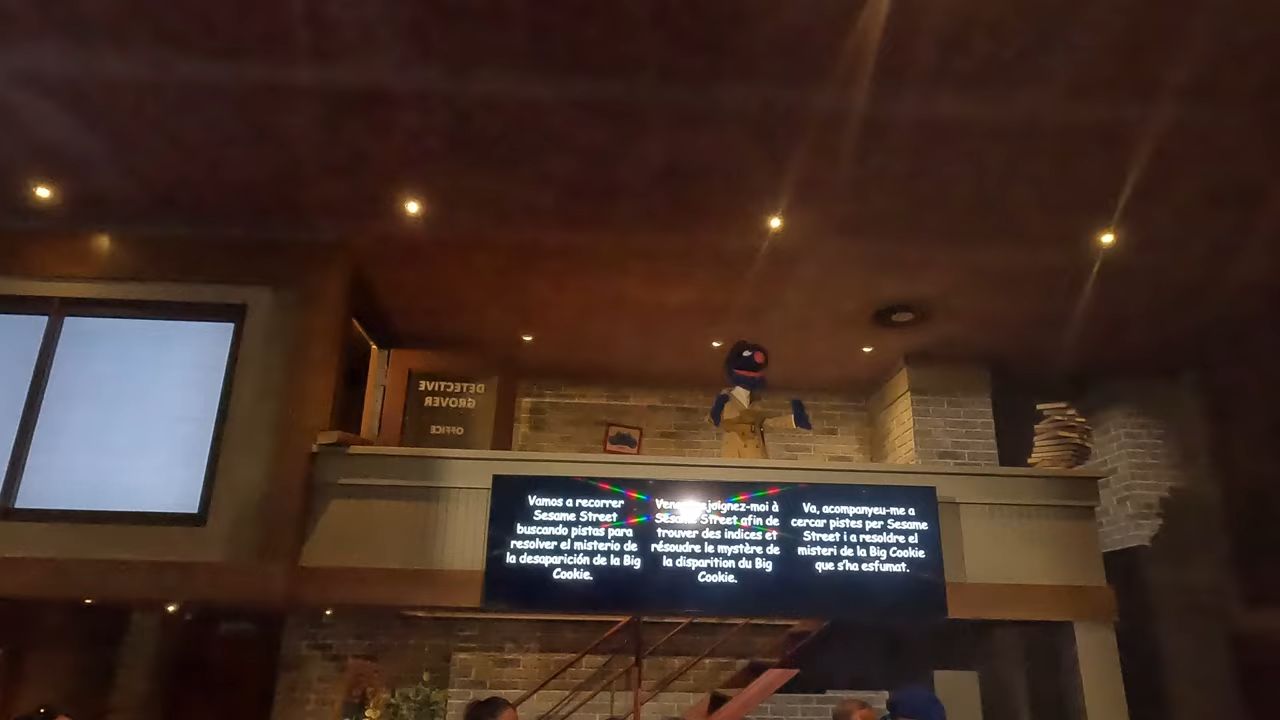 DETECTIVE
GROVER
OFFICE
Vamos a recorrer
Sesame Street
buscando pistas para
resolver el misterio de
la desaparición de la Big
Cookie.
joignez-moi à
Sesame Street afin de
trouver des indices et
résoudre le mystère de
la disparition du Big
Cookie.
Va, acompanyeu-me a
cercar pistes per Sesame
Street i a resoldre el
misteri de la Big Cookie
que s'ha esfumat.